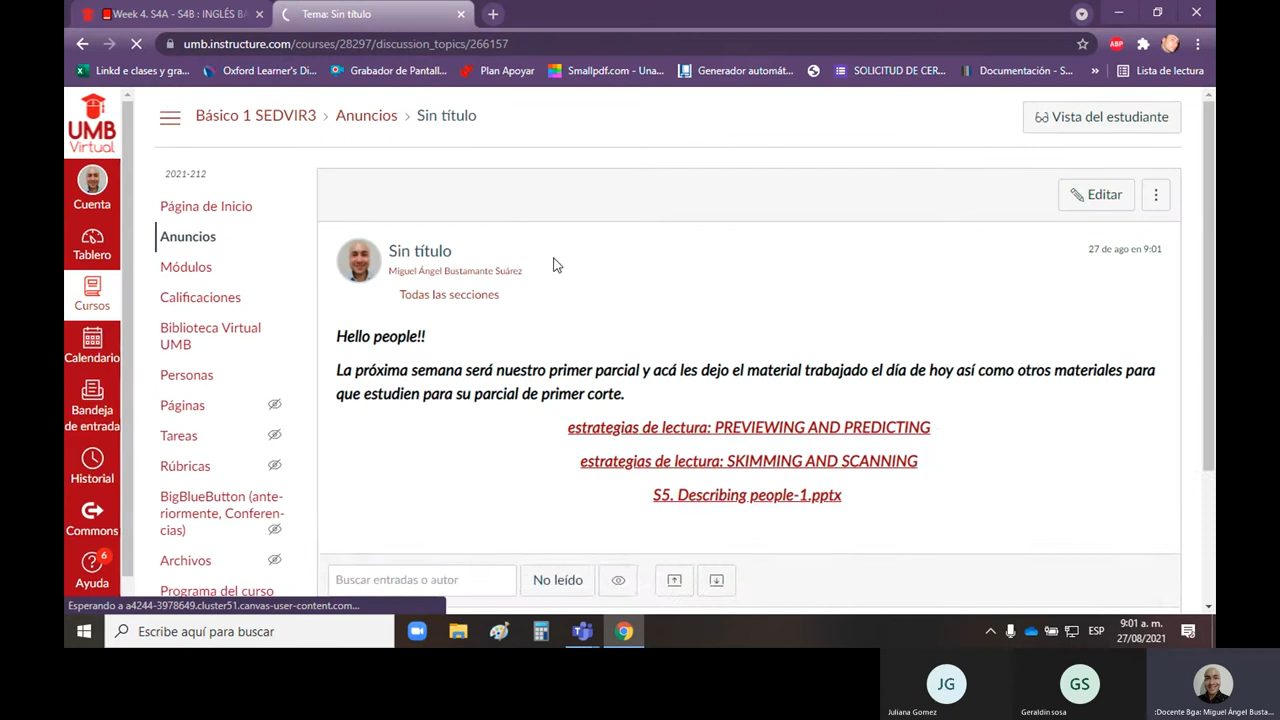 Week 4. S4A - S4B : INGLÉS BÁ
Tema: Sin título
umb.instructure.com/courses/28297/discussion_topics/266157
Linkd e clases y gra...
Oxford Learner's Di...
Grabador de Pantall...
Plan Apoyar
Smallpdf.com - Una...
Generador automát...
SOLICITUD DE CER...
Documentación - S...
»
Lista de lectura
ABP
UMB
Virtual
Cuenta
Tablero
Cursos
Calendario
Bandeja
de entrada
Historial
Commons
6
Ayuda
Básico 1 SEDVIR3 › Anuncios › Sin título
Vista del estudiante
2021-212
Página de Inicio
Anuncios
Módulos
Calificaciones
Biblioteca Virtual
UMB
Personas
Páginas
Tareas
Rúbricas
BigBlueButton (ante-
riormente, Conferen-
cias)
Archivos
Programa del curso
Editar
Sin título
27 de ago en 9:01
Miguel Ángel Bustamante Suárez
Todas las secciones
Hello people!!
La próxima semana será nuestro primer parcial y acá les dejo el material trabajado el día de hoy así como otros materiales para
que estudien para su parcial de primer corte.
estrategias de lectura: PREVIEWING AND PREDICTING
estrategias de lectura: SKIMMING AND SCANNING
S5. Describing people-1.pptx
Buscar entradas o autor
No leído
Esperando a a4244-3978649.cluster51.canvas-user-content.com...
Escribe aquí para buscar
ESP
9:01 a. m.
27/08/2021
JG
Juliana Gomez
GS
Geraldin sosa
:Docente Bga: Miguel Ángel Busta...